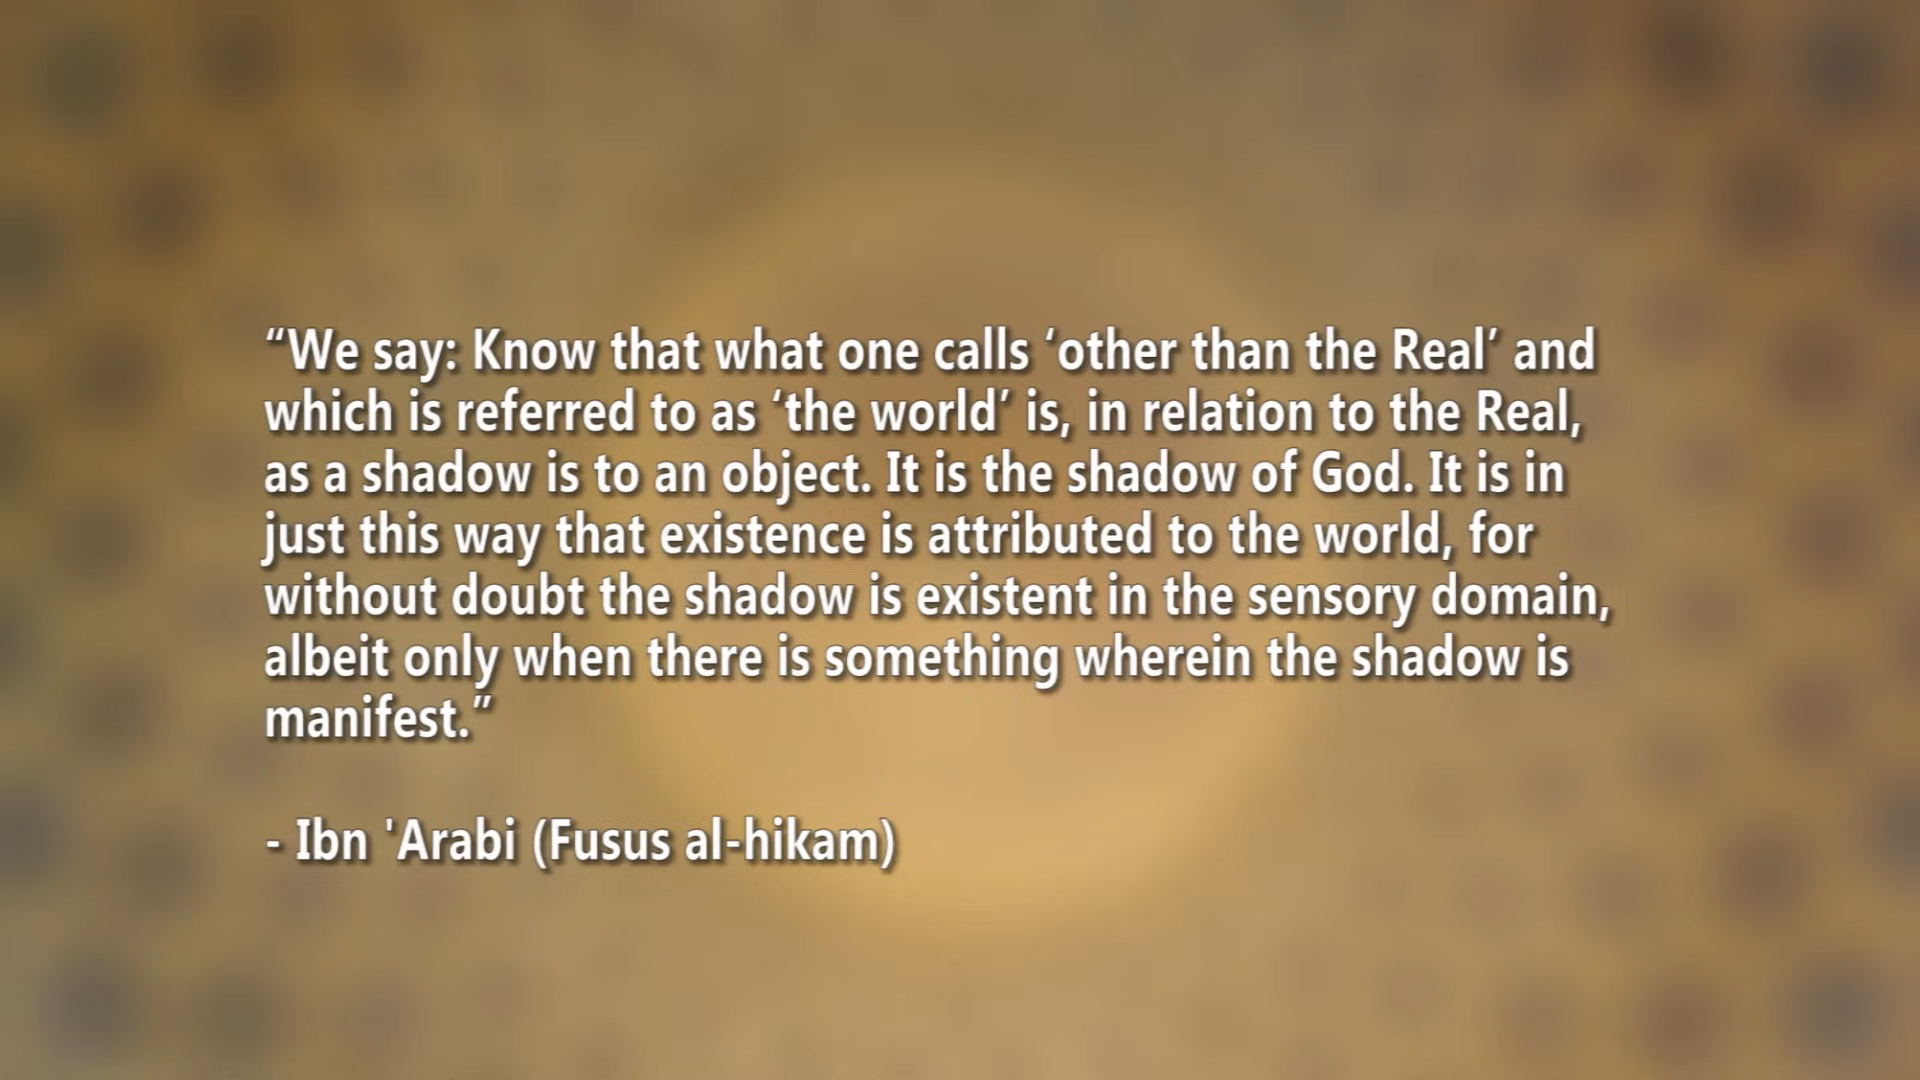 “We say: Know that what one calls ‘other than the Real’ and
which is referred to as ‘the world’ is, in relation to the Real,
as a shadow is to an object. It is the shadow of God. It is in
just this way that existence is attributed to the world, for
without doubt the shadow is existent in the sensory domain,
albeit only when there is something wherein the shadow is
manifest.”
- Ibn 'Arabi (Fusus al-hikam)